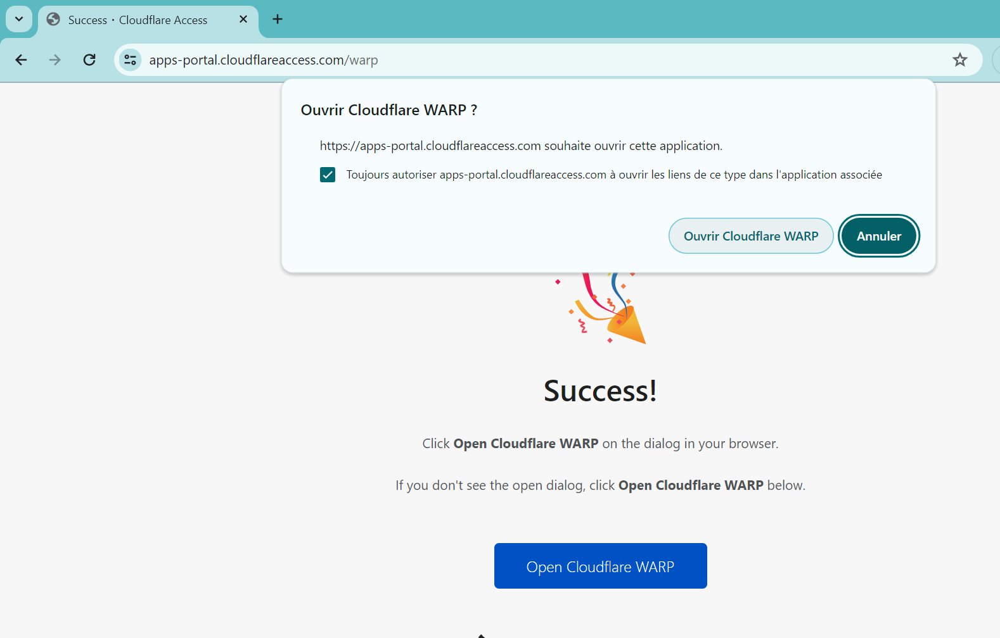 Success · Cloudflare Access
apps-portal.cloudflareaccess.com/warp
Ouvrir Cloudflare WARP ?
https://apps-portal.cloudflareaccess.com souhaite ouvrir cette application.
Toujours autoriser apps-portal.cloudflareaccess.com à ouvrir les liens de ce type dans l'application associée
Ouvrir Cloudflare WARP
Annuler
Success!
Click Open Cloudflare WARP on the dialog in your browser.
If you don't see the open dialog, click Open Cloudflare WARP below.
Open Cloudflare WARP